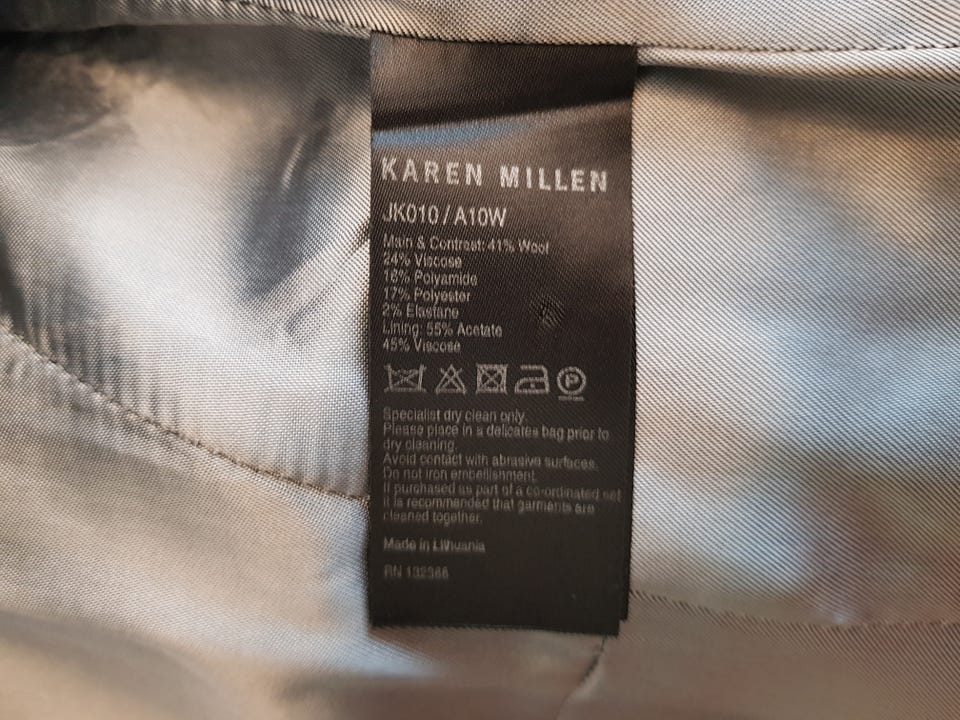 KAREN MILLEN
JK010 / A10W
Main & Contrast: 41% Wool
24% Viscose
16% Polyamide
17% Polyester
2% Elastane
Lining: 55% Acetate
45% Viscose
P
Specialist dry clean only.
Please place in a delicates bag prior to
dry cleaning.
Avoid contact with abrasive surfaces.
Do not iron embellishment.
If purchased as part of a co-ordinated set
it is recommended that garments are
cleaned together.
Made in Lithuania
RN 132386